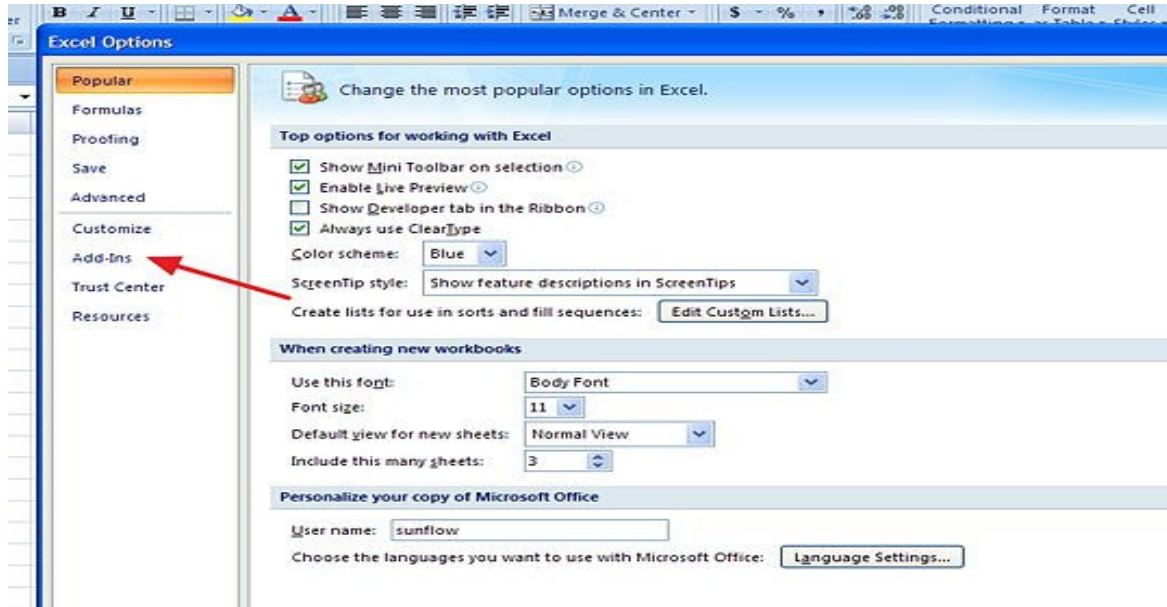 er B I U Merge & Center $ % , Conditional Format Cell
Formatting as Table Styles
Excel Options
Popular
Formulas
Proofing
Save
Advanced
Customize
Add-Ins
Trust Center
Resources
Change the most popular options in Excel.
Top options for working with Excel
Show Mini Toolbar on selection
Enable Live Preview
Show Developer tab in the Ribbon
Always use ClearType
Color scheme: Blue
ScreenTip style: Show feature descriptions in ScreenTips
Create lists for use in sorts and fill sequences: Edit Custom Lists...
When creating new workbooks
Use this font: Body Font
Font size: 11
Default view for new sheets: Normal View
Include this many sheets: 3
Personalize your copy of Microsoft Office
User name: sunflow
Choose the languages you want to use with Microsoft Office: Language Settings...